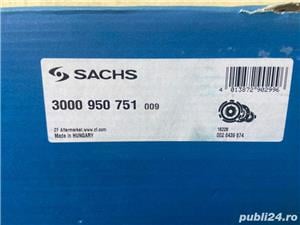 SACHS
3000 950 751 009
4 013872 902996
ZF Aftermarket www.zf.com
Made in HUNGARY
16228
002 6439 874
publi24.ro